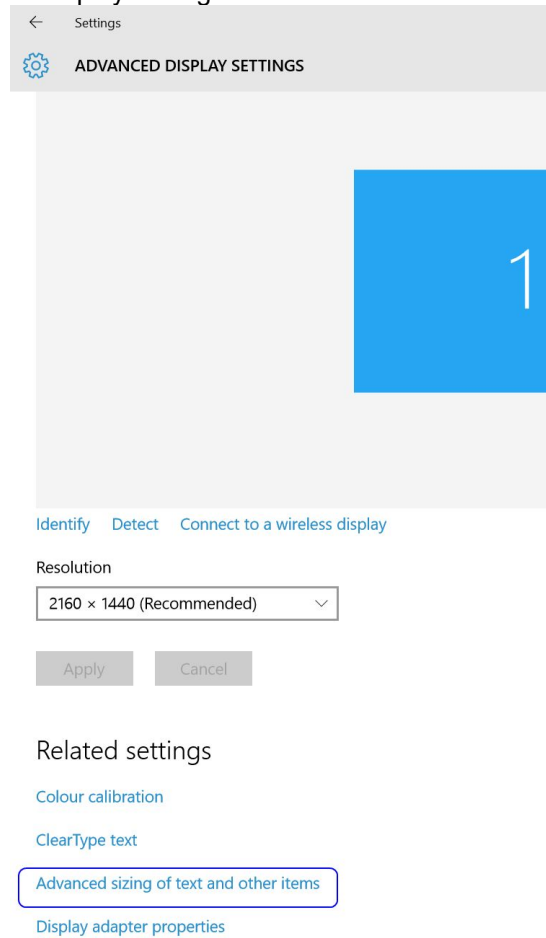 Settings
ADVANCED DISPLAY SETTINGS
1
Identify Detect Connect to a wireless display
Resolution
2160 × 1440 (Recommended)
Apply Cancel
Related settings
Colour calibration
ClearType text
Advanced sizing of text and other items
Display adapter properties